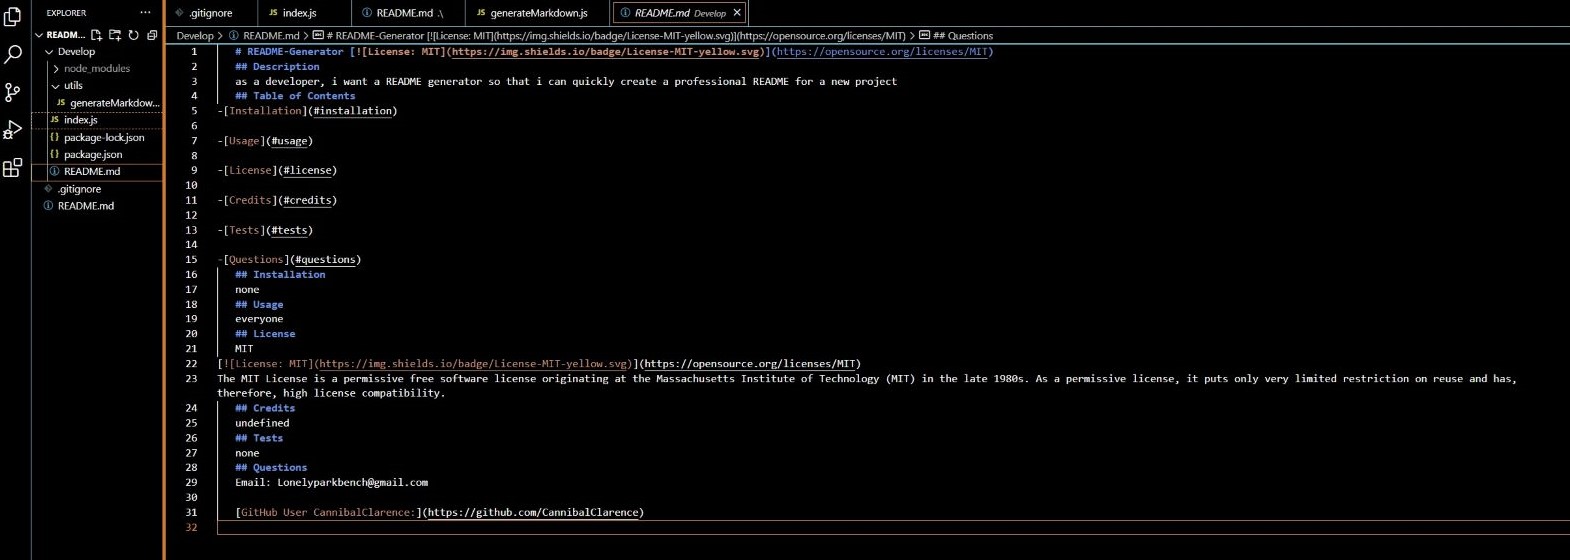 EXPLORER ...
READM...
Develop
node_modules
utils
JS generateMarkdow...
JS index.js
{} package-lock.json
{} package.json
README.md
.gitignore
README.md
.gitignore JS index.js README.md .\ JS generateMarkdown.js README.md Develop ×
Develop > README.md > # README-Generator [![License: MIT](https://img.shields.io/badge/License-MIT-yellow.svg)](https://opensource.org/licenses/MIT) > ## Questions
1 # README-Generator [![License: MIT](https://img.shields.io/badge/License-MIT-yellow.svg)](https://opensource.org/licenses/MIT)
2 ## Description
3 as a developer, i want a README generator so that i can quickly create a professional README for a new project
4 ## Table of Contents
5 -[Installation](#installation)
6
7 -[Usage](#usage)
8
9 -[License](#license)
10
11 -[Credits](#credits)
12
13 -[Tests](#tests)
14
15 -[Questions](#questions)
16 ## Installation
17 none
18 ## Usage
19 everyone
20 ## License
21 MIT
22 [![License: MIT](https://img.shields.io/badge/License-MIT-yellow.svg)](https://opensource.org/licenses/MIT)
23 The MIT License is a permissive free software license originating at the Massachusetts Institute of Technology (MIT) in the late 1980s. As a permissive license, it puts only very limited restriction on reuse and has,
therefore, high license compatibility.
24 ## Credits
25 undefined
26 ## Tests
27 none
28 ## Questions
29 Email: Lonelyparkbench@gmail.com
30
31 [GitHub User CannibalClarence:](https://github.com/CannibalClarence)
32